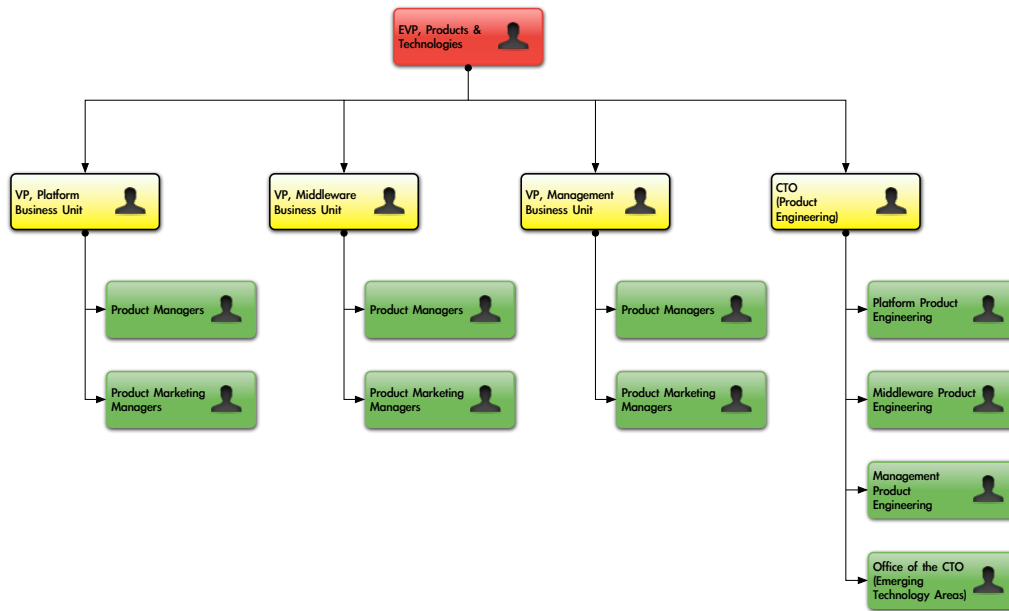 EVP, Products &
Technologies
VP, Platform
Business Unit
VP, Middleware
Business Unit
VP, Management
Business Unit
CTO
(Product
Engineering)
Product Managers
Product Managers
Product Managers
Platform Product
Engineering
Product Marketing
Managers
Product Marketing
Managers
Product Marketing
Managers
Middleware Product
Engineering
Management
Product
Engineering
Office of the CTO
(Emerging
Technology Areas)